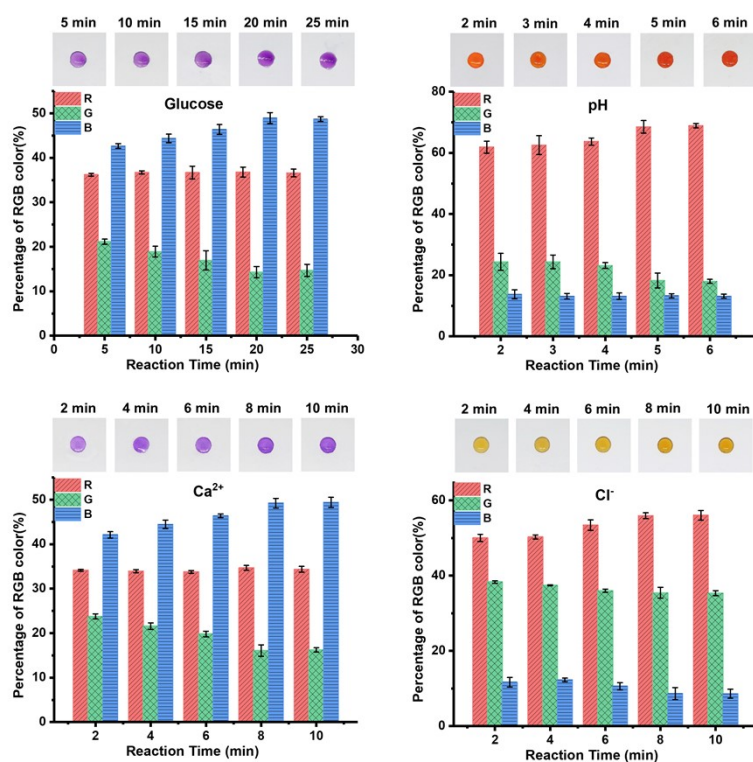 5 min 10 min 15 min 20 min 25 min
Glucose
R
G
B
Percentage of RGB color(%)
50
40
30
20
10
0
0 5 10 15 20 25 30
Reaction Time (min)
2 min 3 min 4 min 5 min 6 min
pH
R
G
B
Percentage of RGB color(%)
80
60
40
20
0
2 3 4 5 6
Reaction Time (min)
2 min 4 min 6 min 8 min 10 min
Ca²⁺
R
G
B
Percentage of RGB color(%)
50
40
30
20
10
0
2 4 6 8 10
Reaction Time (min)
2 min 4 min 6 min 8 min 10 min
Cl⁻
R
G
B
Percentage of RGB color(%)
60
40
20
0
2 4 6 8 10
Reaction Time (min)